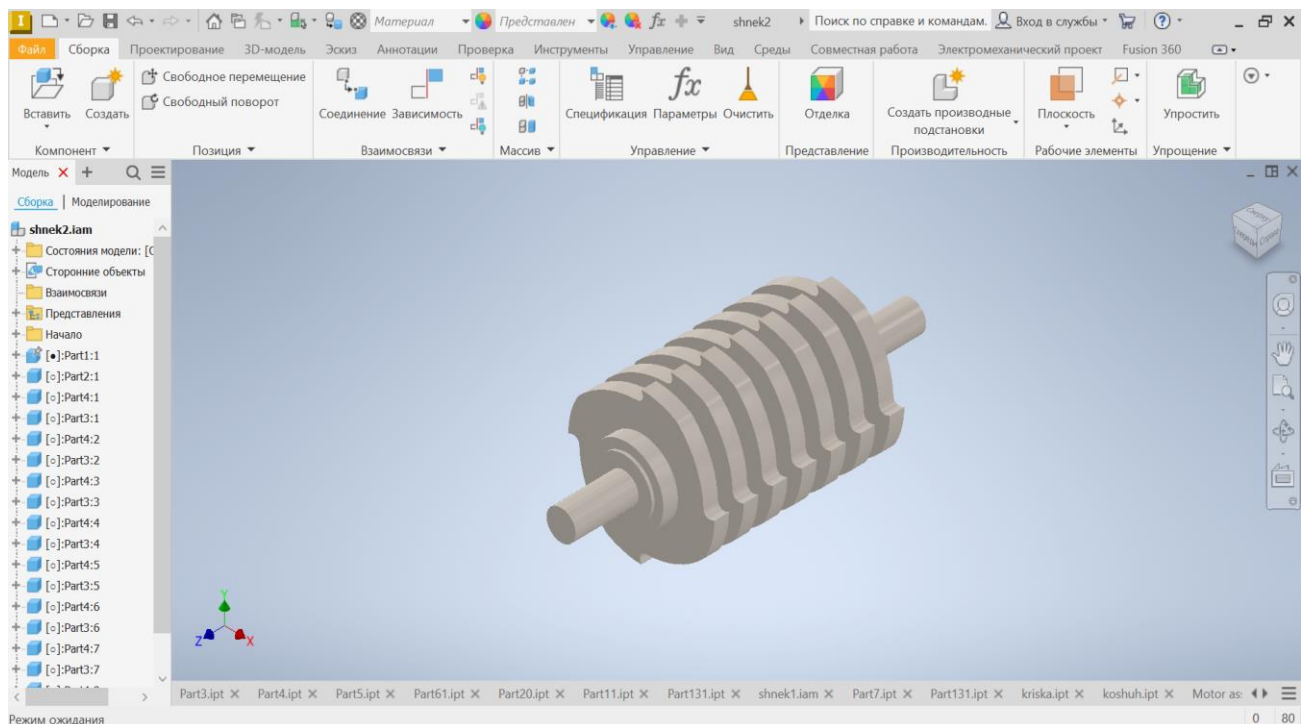 I Материал Представлен fx shnek2 Поиск по справке и командам. Вход в службы
Файл Сборка Проектирование 3D-модель Эскиз Аннотации Проверка Инструменты Управление Вид Среды Совместная работа Электромеханический проект Fusion 360
Свободное перемещение
Свободный поворот
Вставить Создать Соединение Зависимость Спецификация Параметры Очистить Отделка Создать производные подстановки Плоскость Упростить
Компонент Позиция Взаимосвязи Массив Управление Представление Производительность Рабочие элементы Упрощение
Модель
Сборка | Моделирование
shnek2.iam
Состояния модели: [
Сторонние объекты
Взаимосвязи
Представления
Начало
[•]:Part1:1
[○]:Part2:1
[○]:Part4:1
[○]:Part3:1
[○]:Part4:2
[○]:Part3:2
[○]:Part4:3
[○]:Part3:3
[○]:Part4:4
[○]:Part3:4
[○]:Part4:5
[○]:Part3:5
[○]:Part4:6
[○]:Part3:6
[○]:Part4:7
[○]:Part3:7
Y
Z X
Part3.ipt Part4.ipt Part5.ipt Part61.ipt Part20.ipt Part11.ipt Part131.ipt shnek1.iam Part7.ipt Part131.ipt kriska.ipt koshuh.ipt Motor as
Режим ожидания 0 80